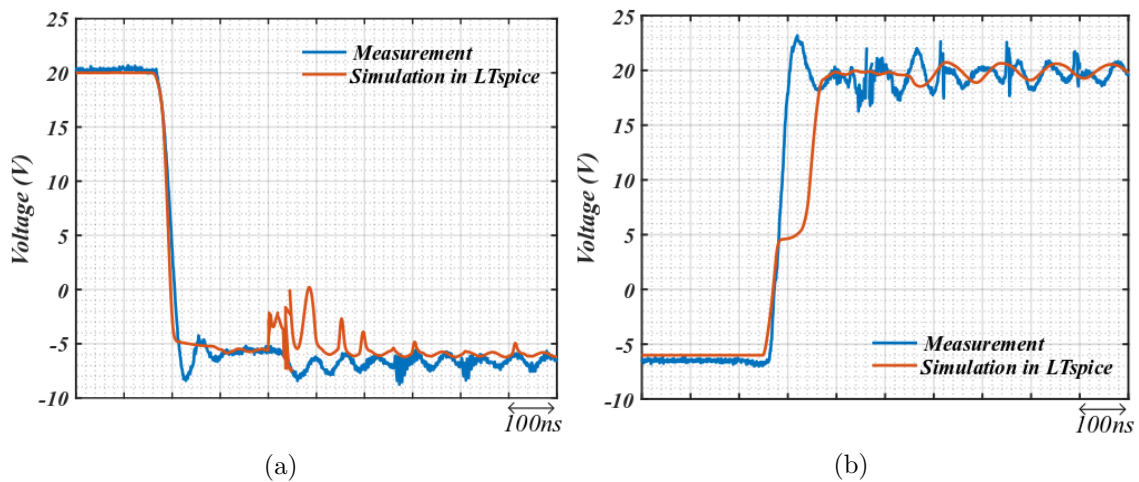 25
20
15
10
5
0
-5
-10
Voltage (V)
Measurement
Simulation in LTspice
100ns
(a)
25
20
15
10
5
0
-5
-10
Voltage (V)
Measurement
Simulation in LTspice
100ns
(b)